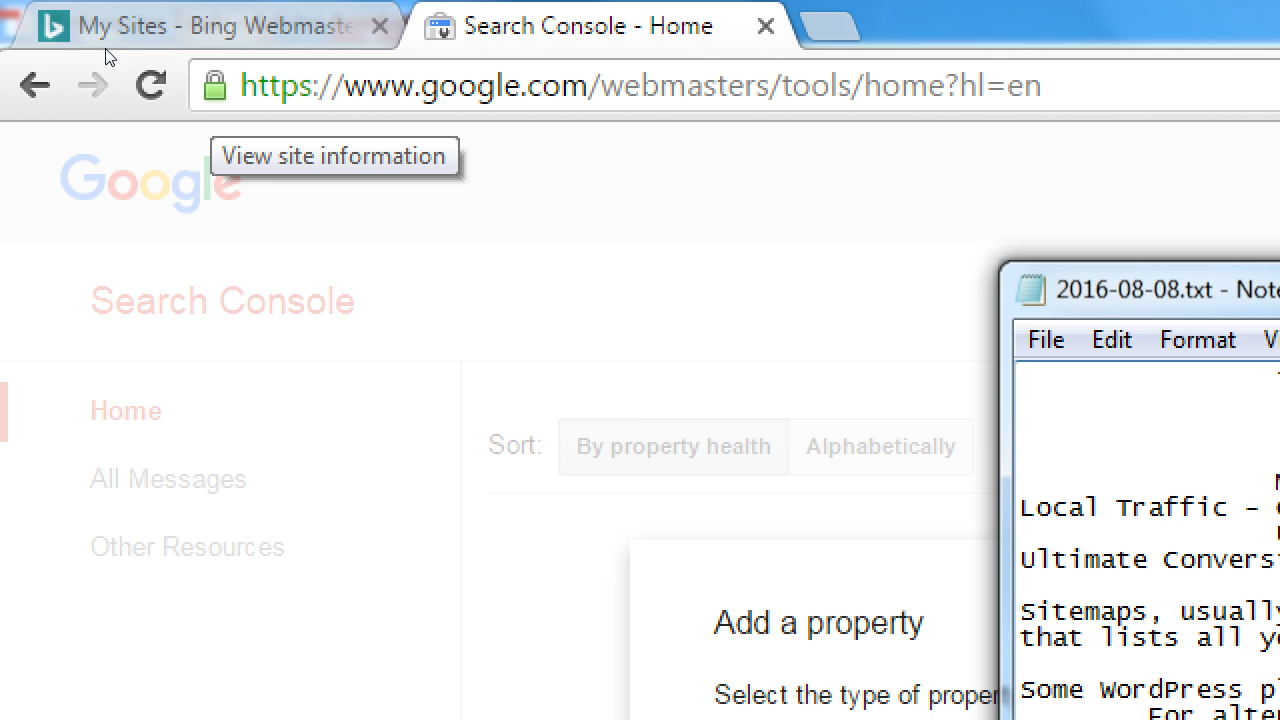 My Sites - Bing Webmaste
Search Console - Home
https://www.google.com/webmasters/tools/home?hl=en
View site information
Google
Search Console
2016-08-08.txt - Note
File Edit Format
Home
Sort: By property health Alphabetically
All Messages
Local Traffic -
Other Resources
Ultimate Convers
Sitemaps, usually
Add a property
that lists all
Select the type of proper
Some WordPress
For alter